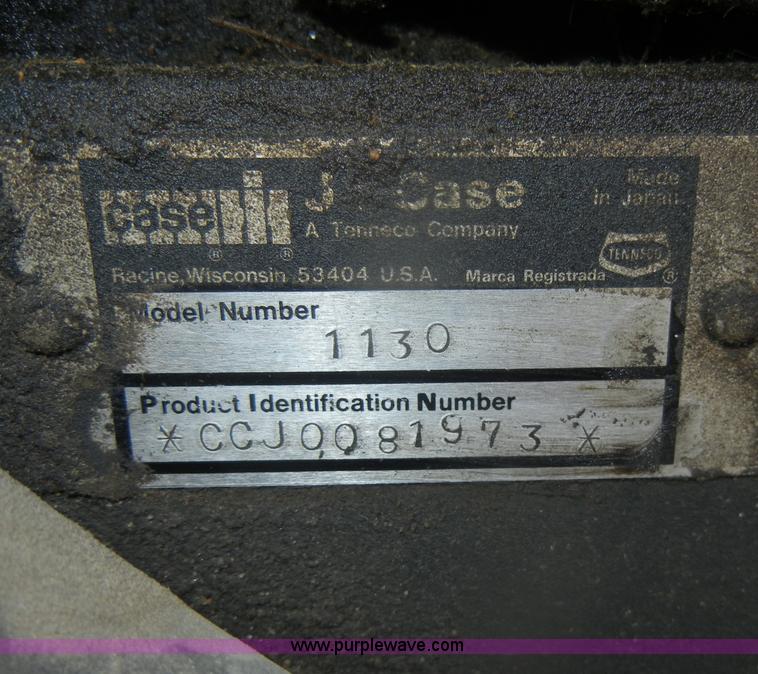 case IH
J I Case
Made
in Japan
A Tenneco Company
TENNECO
Racine, Wisconsin 53404 U.S.A. Marca Registrada ®
® ®
Model Number
1130
Product Identification Number
*CCJ0081973*
www.purplewave.com